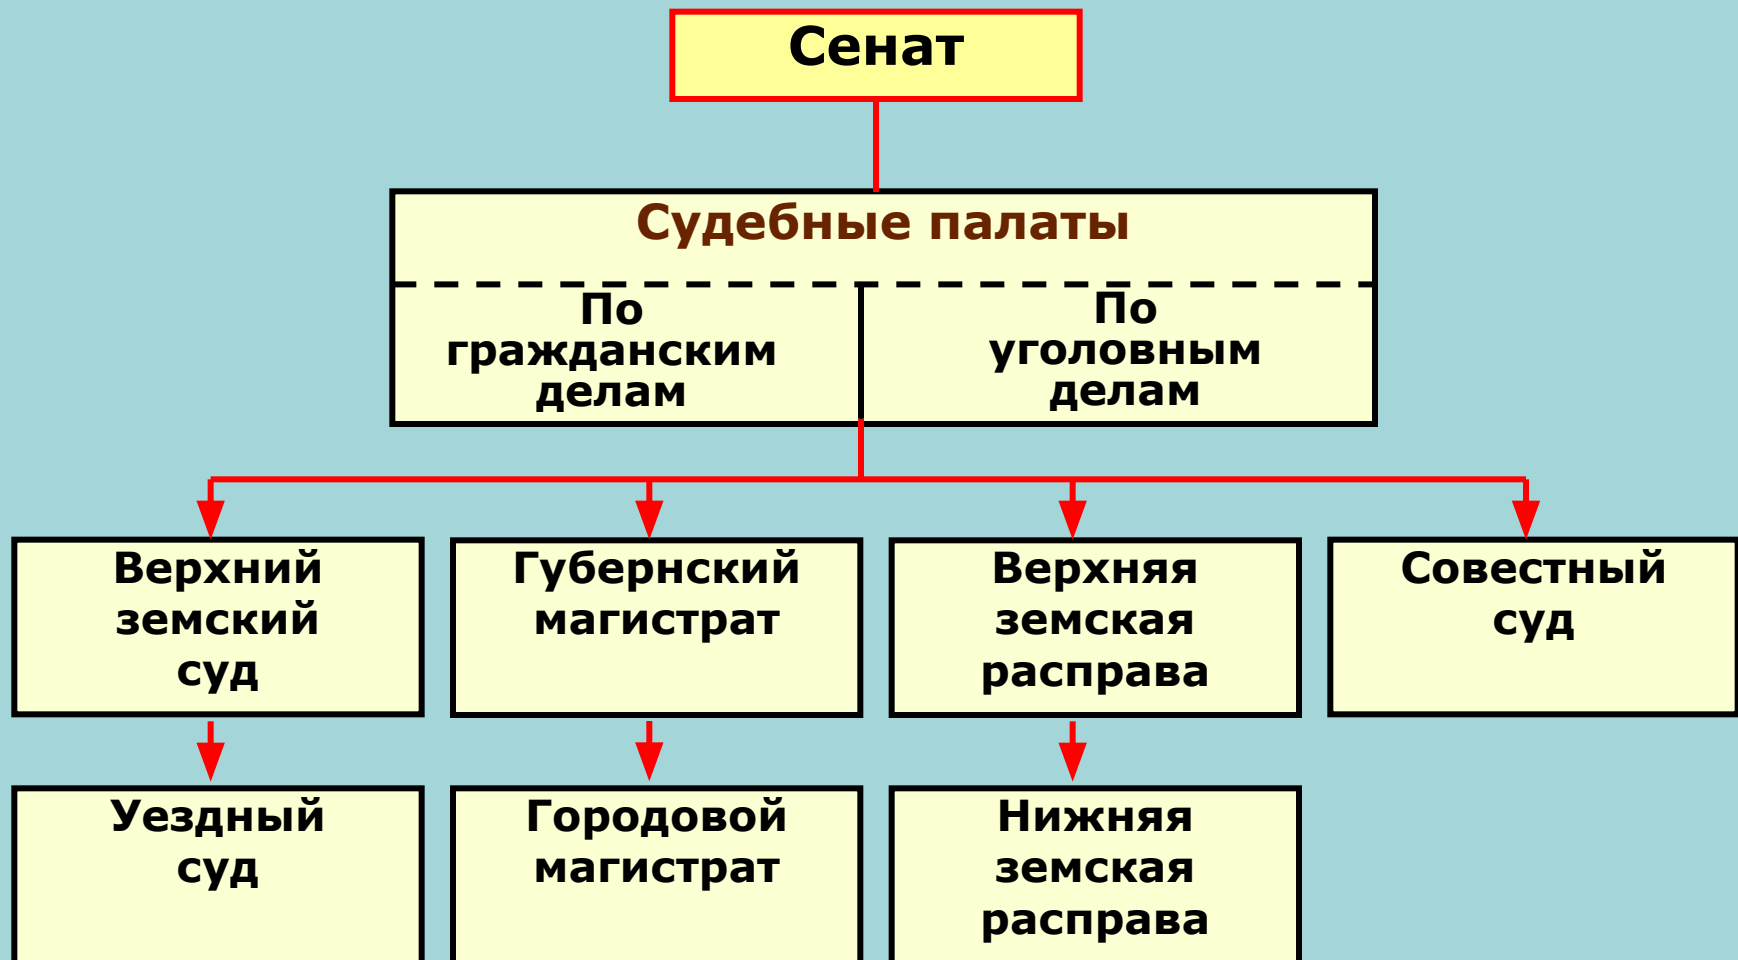 Сенат
Судебные палаты
По
гражданским
делам
По
уголовным
делам
Верхний
земский
суд
Губернский
магистрат
Верхняя
земская
расправа
Совестный
суд
Уездный
суд
Городовой
магистрат
Нижняя
земская
расправа